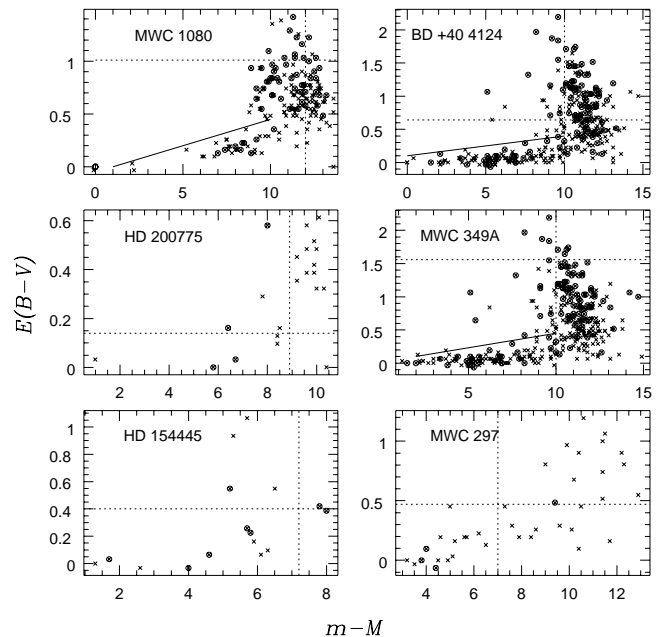 MWC 1080
1
0.5
0
0 5 10
BD +40 4124
2
1.5
1
0.5
0
0 5 10 15
HD 200775
0.6
0.4
0.2
0
2 4 6 8 10
MWC 349A
2
1.5
1
0.5
0
5 10 15
HD 154445
1
0.8
0.6
0.4
0.2
0
2 4 6 8
MWC 297
1
0.5
0
4 6 8 10 12
E(B−V)
m−M